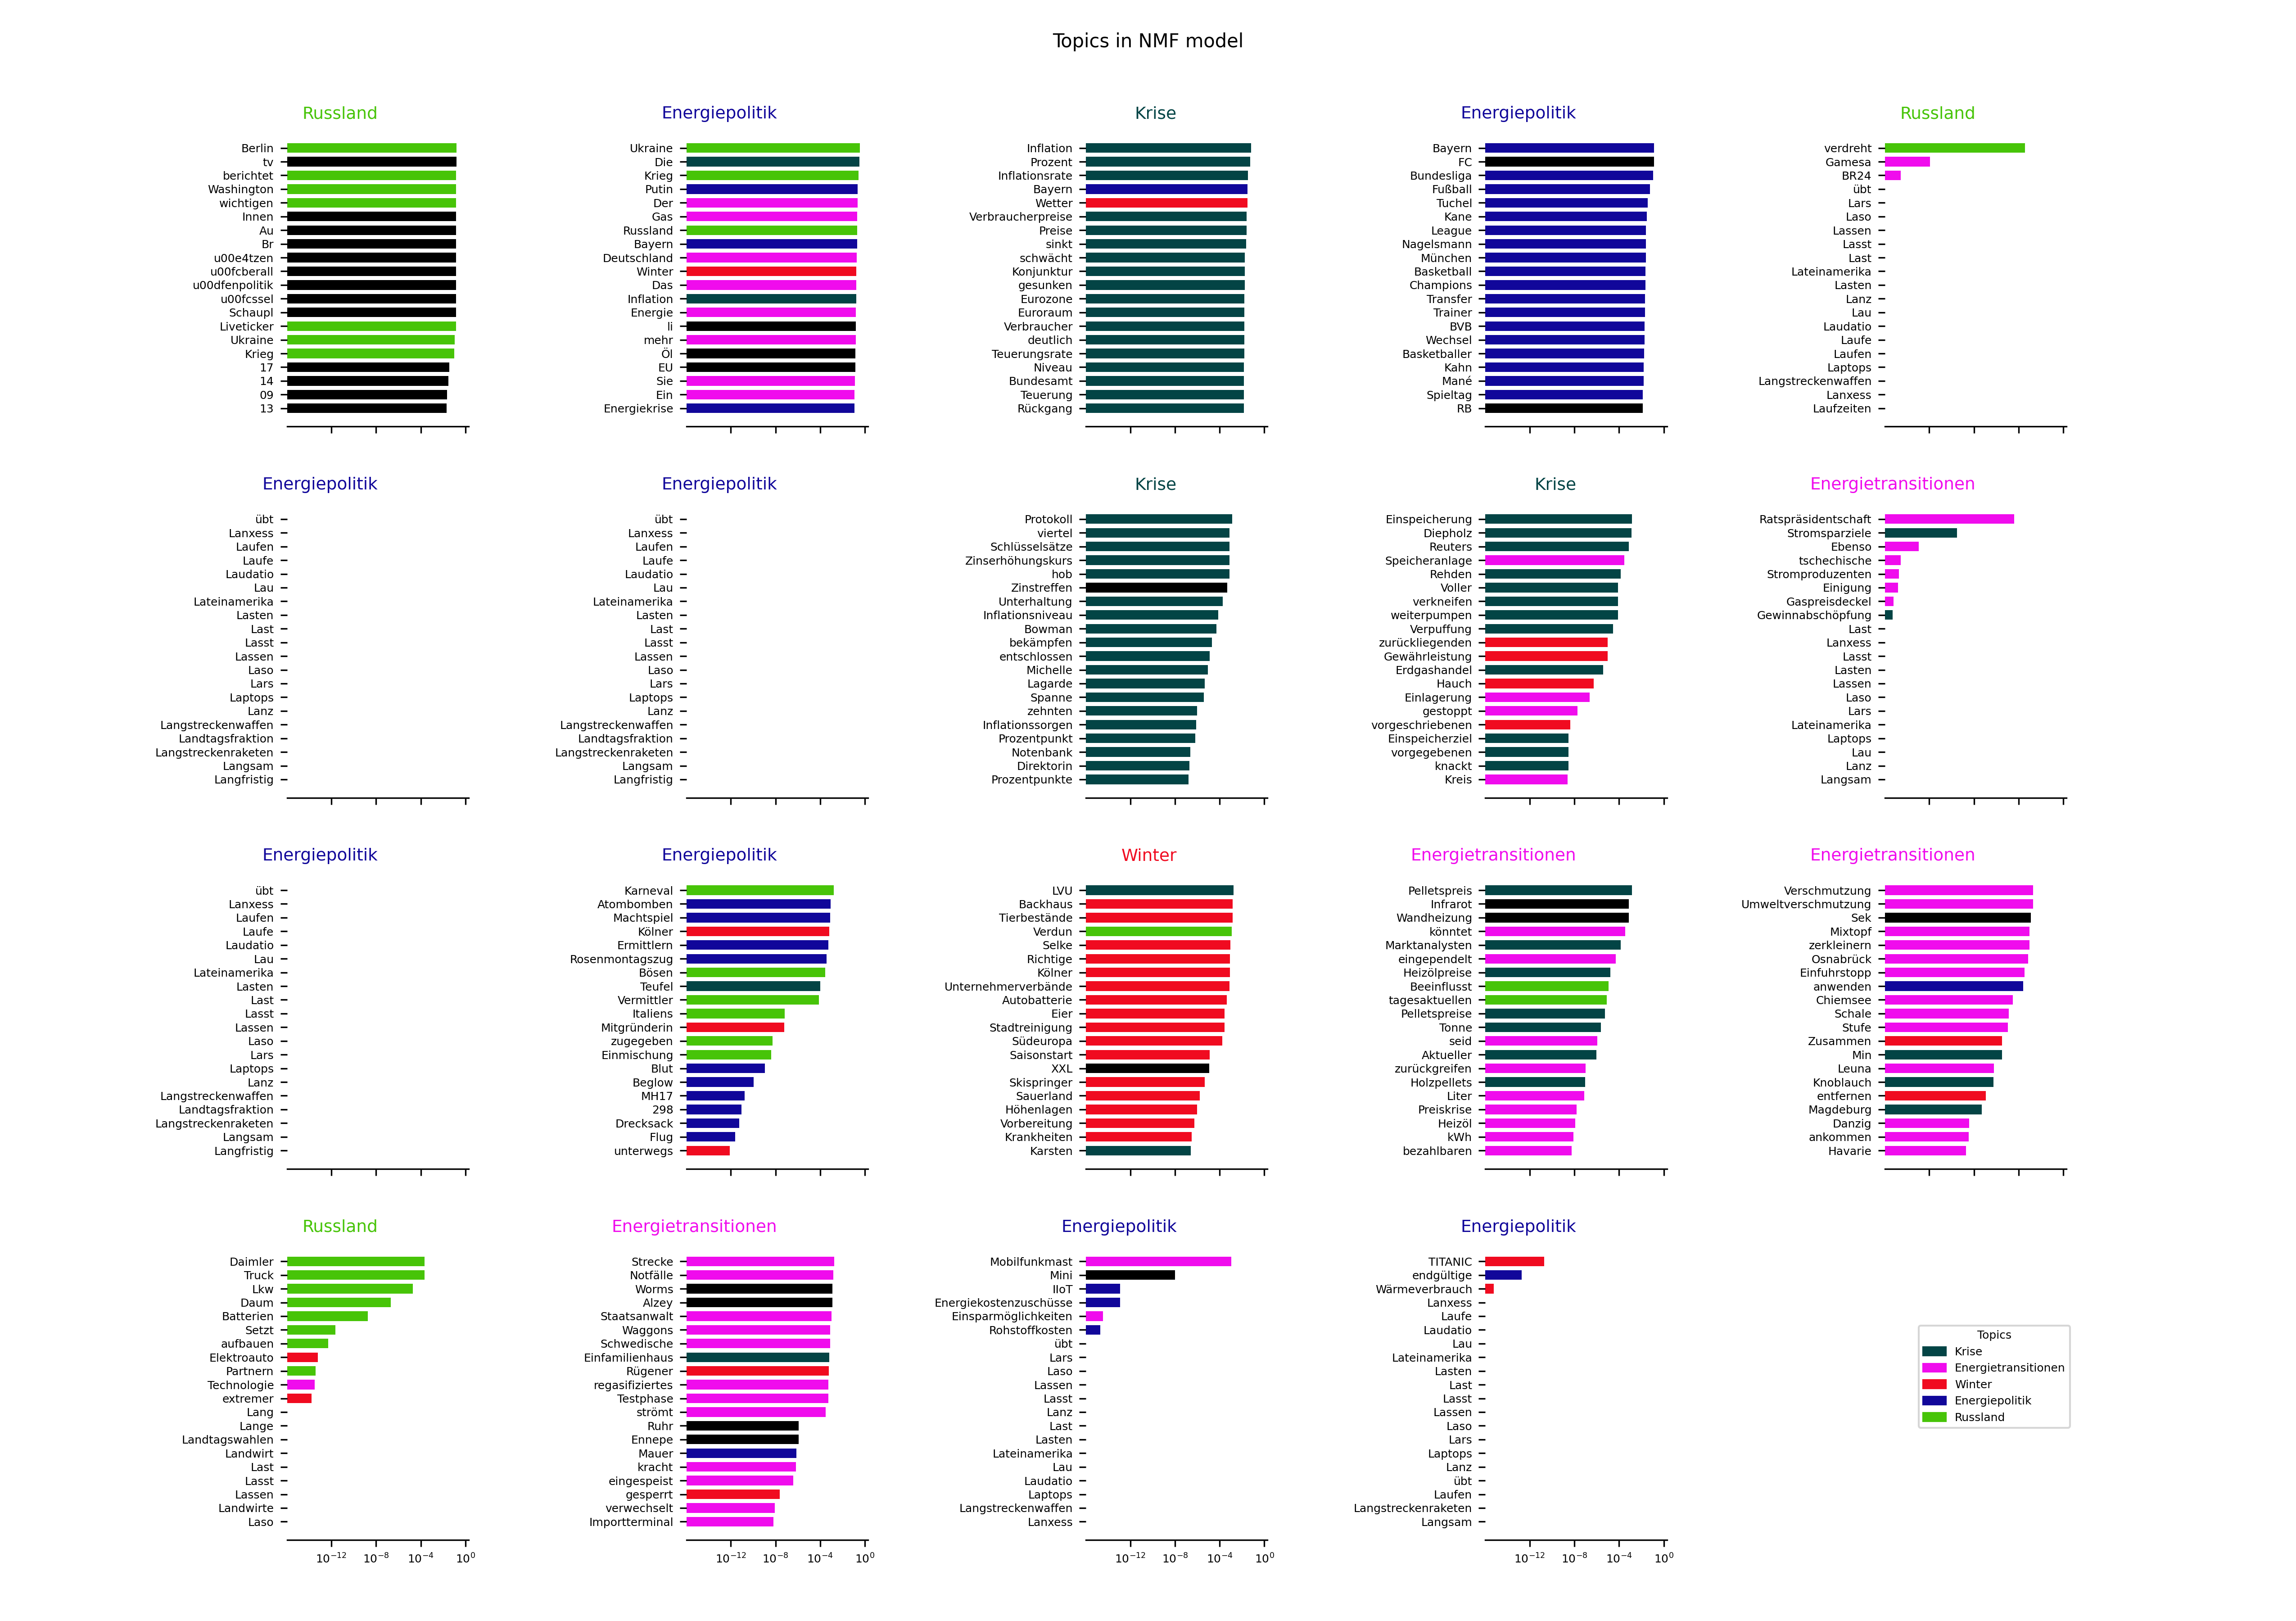 Topics in NMF model
Russland
Berlin
tv
berichtet
Washington
wichtigen
Innen
Au
Br
u00e4tzen
u00fcberall
u00dfenpolitik
u00fcssel
Schaupl
Liveticker
Ukraine
Krieg
17
14
09
13
Energiepolitik
Ukraine
Die
Krieg
Putin
Der
Gas
Russland
Bayern
Deutschland
Winter
Das
Inflation
Energie
li
mehr
Öl
EU
Sie
Ein
Energiekrise
Krise
Inflation
Prozent
Inflationsrate
Bayern
Wetter
Verbraucherpreise
Preise
sinkt
schwächt
Konjunktur
gesunken
Eurozone
Euroraum
Verbraucher
deutlich
Teuerungsrate
Niveau
Bundesamt
Teuerung
Rückgang
Energiepolitik
Bayern
FC
Bundesliga
Fußball
Tuchel
Kane
League
Nagelsmann
München
Basketball
Champions
Transfer
Trainer
BVB
Wechsel
Basketballer
Kahn
Mané
Spieltag
RB
Russland
verdreht
Gamesa
BR24
übt
Lars
Laso
Lassen
Lasst
Last
Lateinamerika
Lasten
Lanz
Lau
Laudatio
Laufe
Laufen
Laptops
Langstreckenwaffen
Lanxess
Laufzeiten
Energiepolitik
übt
Lanxess
Laufen
Laufe
Laudatio
Lau
Lateinamerika
Lasten
Last
Lasst
Lassen
Laso
Lars
Laptops
Lanz
Langstreckenwaffen
Landtagsfraktion
Langstreckenraketen
Langsam
Langfristig
Energiepolitik
übt
Lanxess
Laufen
Laufe
Laudatio
Lau
Lateinamerika
Lasten
Last
Lasst
Lassen
Laso
Lars
Laptops
Lanz
Langstreckenwaffen
Landtagsfraktion
Langstreckenraketen
Langsam
Langfristig
Krise
Protokoll
viertel
Schlüsselsätze
Zinserhöhungskurs
hob
Zinstreffen
Unterhaltung
Inflationsniveau
Bowman
bekämpfen
entschlossen
Michelle
Lagarde
Spanne
zehnten
Inflationssorgen
Prozentpunkt
Notenbank
Direktorin
Prozentpunkte
Krise
Einspeicherung
Diepholz
Reuters
Speicheranlage
Rehden
Voller
verkneifen
weiterpumpen
Verpuffung
zurückliegenden
Gewährleistung
Erdgashandel
Hauch
Einlagerung
gestoppt
vorgeschriebenen
Einspeicherziel
vorgegebenen
knackt
Kreis
Energietransitionen
Ratspräsidentschaft
Stromsparziele
Ebenso
tschechische
Stromproduzenten
Einigung
Gaspreisdeckel
Gewinnabschöpfung
Last
Lanxess
Lasst
Lasten
Lassen
Laso
Lars
Lateinamerika
Laptops
Lau
Lanz
Langsam
Energiepolitik
übt
Lanxess
Laufen
Laufe
Laudatio
Lau
Lateinamerika
Lasten
Last
Lasst
Lassen
Laso
Lars
Laptops
Lanz
Langstreckenwaffen
Landtagsfraktion
Langstreckenraketen
Langsam
Langfristig
Energiepolitik
Karneval
Atombomben
Machtspiel
Kölner
Ermittlern
Rosenmontagszug
Bösen
Teufel
Vermittler
Italiens
Mitgründerin
zugegeben
Einmischung
Blut
Beglow
MH17
298
Drecksack
Flug
unterwegs
Winter
LVU
Backhaus
Tierbestände
Verdun
Selke
Richtige
Kölner
Unternehmerverbände
Autobatterie
Eier
Stadtreinigung
Südeuropa
Saisonstart
XXL
Skispringer
Sauerland
Höhenlagen
Vorbereitung
Krankheiten
Karsten
Energietransitionen
Pelletspreis
Infrarot
Wandheizung
könntet
Marktanalysten
eingependelt
Heizölpreise
Beeinflusst
tagesaktuellen
Pelletspreise
Tonne
seid
Aktueller
zurückgreifen
Holzpellets
Liter
Preiskrise
Heizöl
kWh
bezahlbaren
Energietransitionen
Verschmutzung
Umweltverschmutzung
Sek
Mixtopf
zerkleinern
Osnabrück
Einfuhrstopp
anwenden
Chiemsee
Schale
Stufe
Zusammen
Min
Leuna
Knoblauch
entfernen
Magdeburg
Danzig
ankommen
Havarie
Russland
Daimler
Truck
Lkw
Daum
Batterien
Setzt
aufbauen
Elektroauto
Partnern
Technologie
extremer
Lang
Lange
Landtagswahlen
Landwirt
Last
Lasst
Lassen
Landwirte
Laso
10⁻¹² 10⁻⁸ 10⁻⁴ 10⁰
Energietransitionen
Strecke
Notfälle
Worms
Alzey
Staatsanwalt
Waggons
Schwedische
Einfamilienhaus
Rügener
regasifiziertes
Testphase
strömt
Ruhr
Ennepe
Mauer
kracht
eingespeist
gesperrt
verwechselt
Importterminal
10⁻¹² 10⁻⁸ 10⁻⁴ 10⁰
Energiepolitik
Mobilfunkmast
Mini
IIoT
Energiekostenzuschüsse
Einsparmöglichkeiten
Rohstoffkosten
übt
Lars
Laso
Lassen
Lasst
Lanz
Last
Lasten
Lateinamerika
Lau
Laudatio
Laptops
Langstreckenwaffen
Lanxess
10⁻¹² 10⁻⁸ 10⁻⁴ 10⁰
Energiepolitik
TITANIC
endgültige
Wärmeverbrauch
Lanxess
Laufe
Laudatio
Lau
Lateinamerika
Lasten
Last
Lasst
Lassen
Laso
Lars
Laptops
Lanz
übt
Laufen
Langstreckenraketen
Langsam
10⁻¹² 10⁻⁸ 10⁻⁴ 10⁰
Topics
Krise
Energietransitionen
Winter
Energiepolitik
Russland